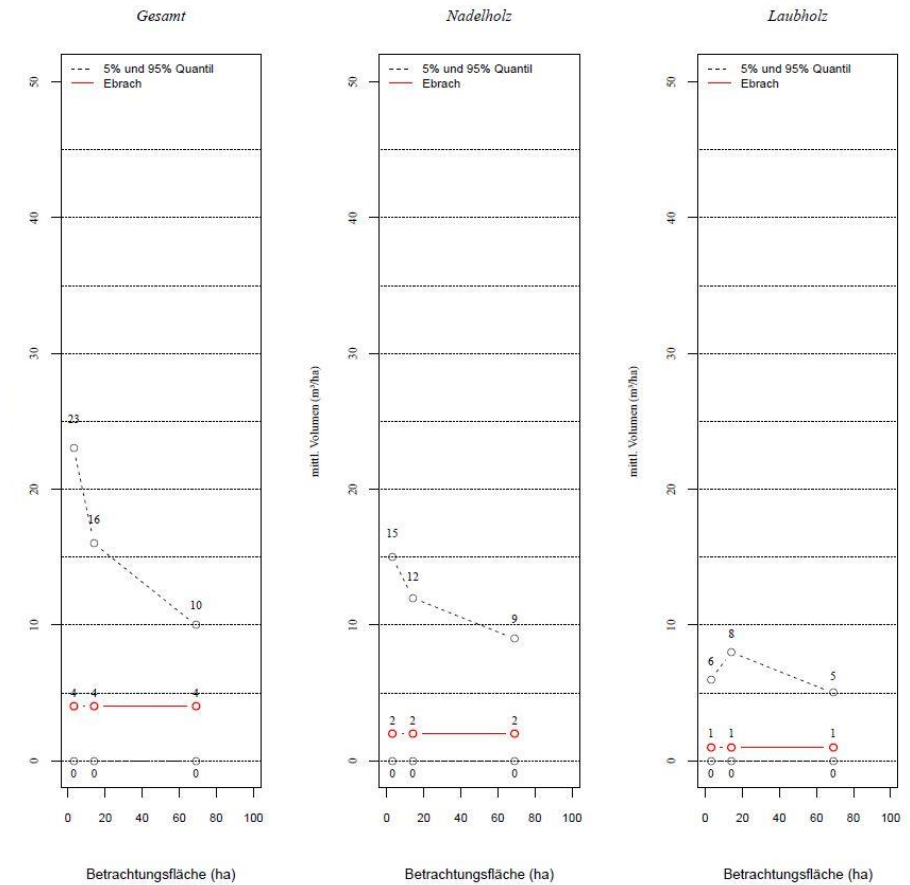 Gesamt
5% und 95% Quantil
Ebrach
50
40
30
20
10
0
23
16
10
4 4 4
0 0 0
0 20 40 60 80 100
Betrachtungsfläche (ha)
Nadelholz
mittl. Volumen (m³/ha)
5% und 95% Quantil
Ebrach
50
40
30
20
10
0
15
12
9
2 2 2
0 0 0
0 20 40 60 80 100
Betrachtungsfläche (ha)
Laubholz
mittl. Volumen (m³/ha)
5% und 95% Quantil
Ebrach
50
40
30
20
10
0
6
8
5
1 1 1
0 0 0
0 20 40 60 80 100
Betrachtungsfläche (ha)